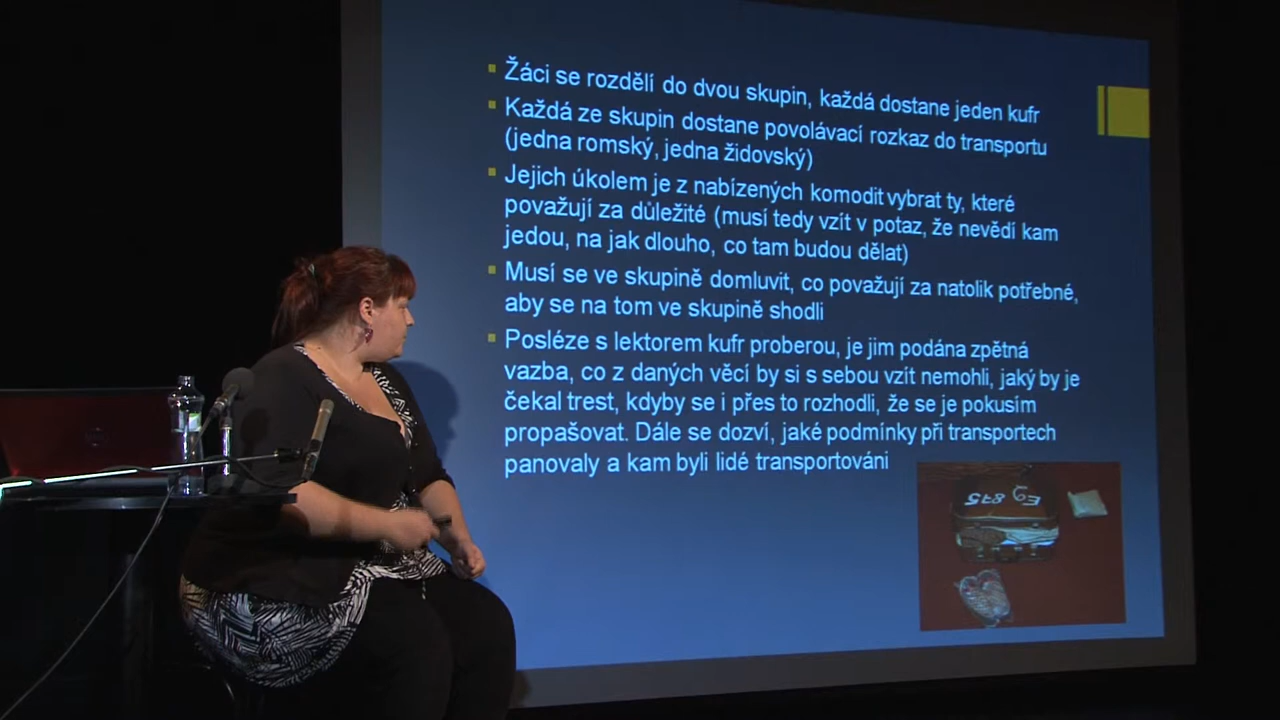 Žáci se rozdělí do dvou skupin, každá dostane jeden kufr
Každá ze skupin dostane povolávací rozkaz do transportu
(jedna romský, jedna židovský)
Jejich úkolem je z nabízených komodit vybrat ty, které
považují za důležité (musí tedy vzít v potaz, že nevědí kam
jedou, na jak dlouho, co tam budou dělat)
Musí se ve skupině domluvit, co považují za natolik potřebné,
aby se na tom ve skupině shodli
Posléze s lektorem kufr proberou, je jim podána zpětná
vazba, co z daných věcí by si s sebou vzít nemohli, jaký by je
čekal trest, kdyby se i přes to rozhodli, že se je pokusím
propašovat. Dále se dozví, jaké podmínky při transportech
panovaly a kam byli lidé transportováni
Eg 875